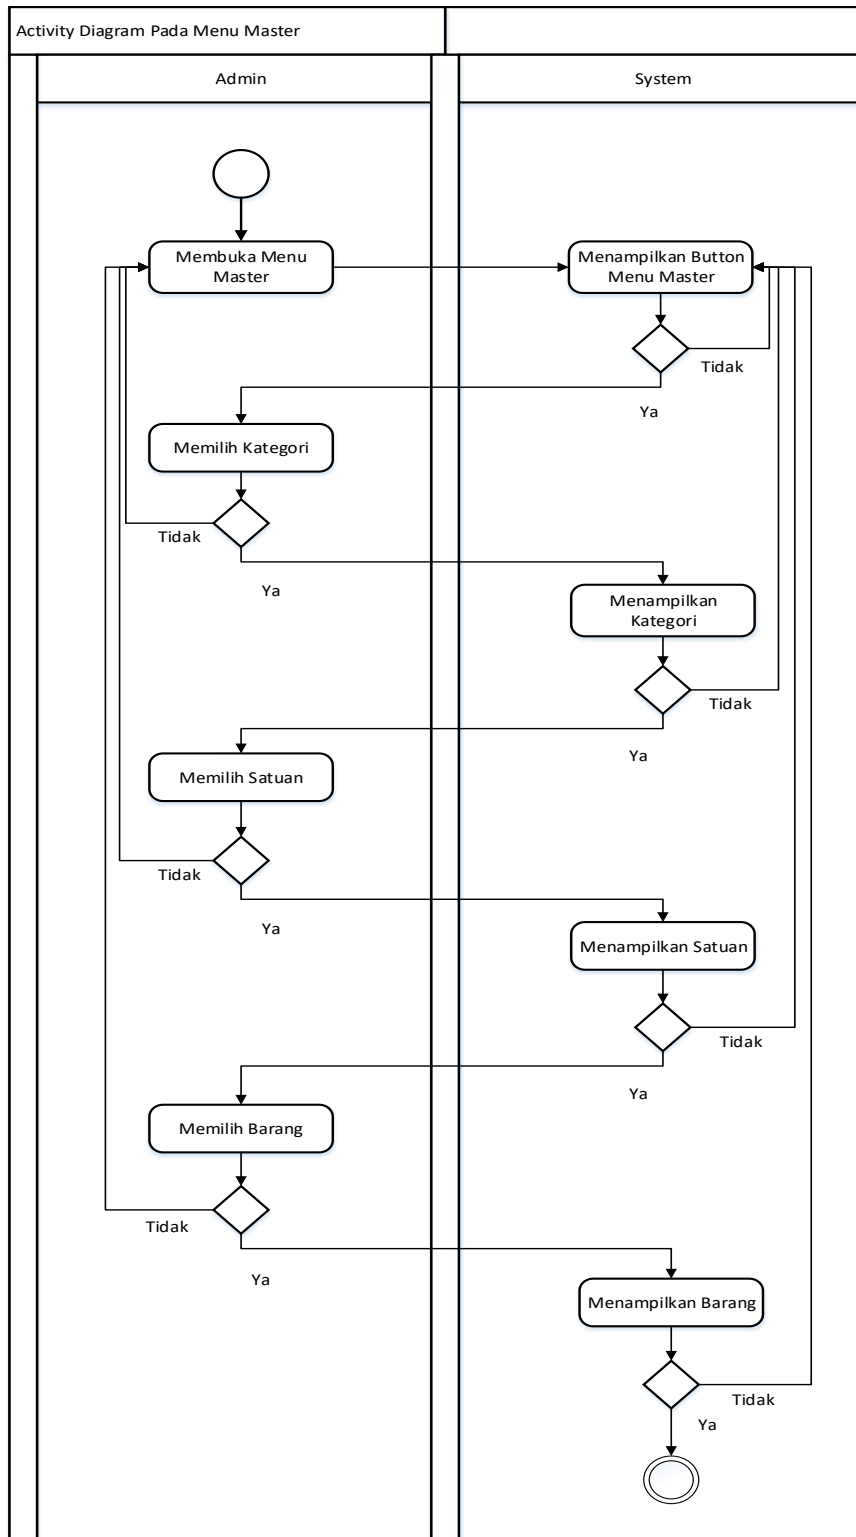 Activity Diagram Pada Menu Master
Admin
System
Membuka Menu
Master
Menampilkan Button
Menu Master
Tidak
Ya
Memilih Kategori
Tidak
Ya
Menampilkan
Kategori
Tidak
Ya
Memilih Satuan
Tidak
Ya
Menampilkan Satuan
Tidak
Ya
Memilih Barang
Tidak
Ya
Menampilkan Barang
Tidak
Ya